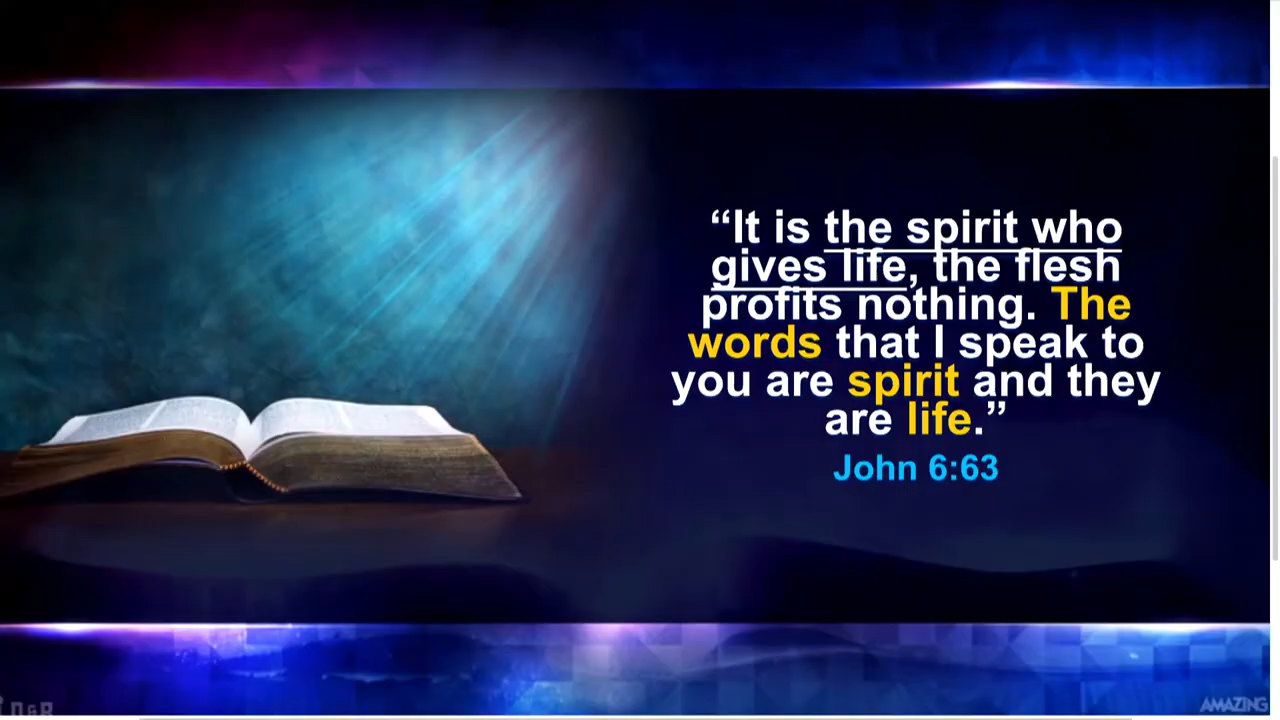 “It is the spirit who
gives life, the flesh
profits nothing. The
words that I speak to
you are spirit and they
are life.”
John 6:63
AMAZING